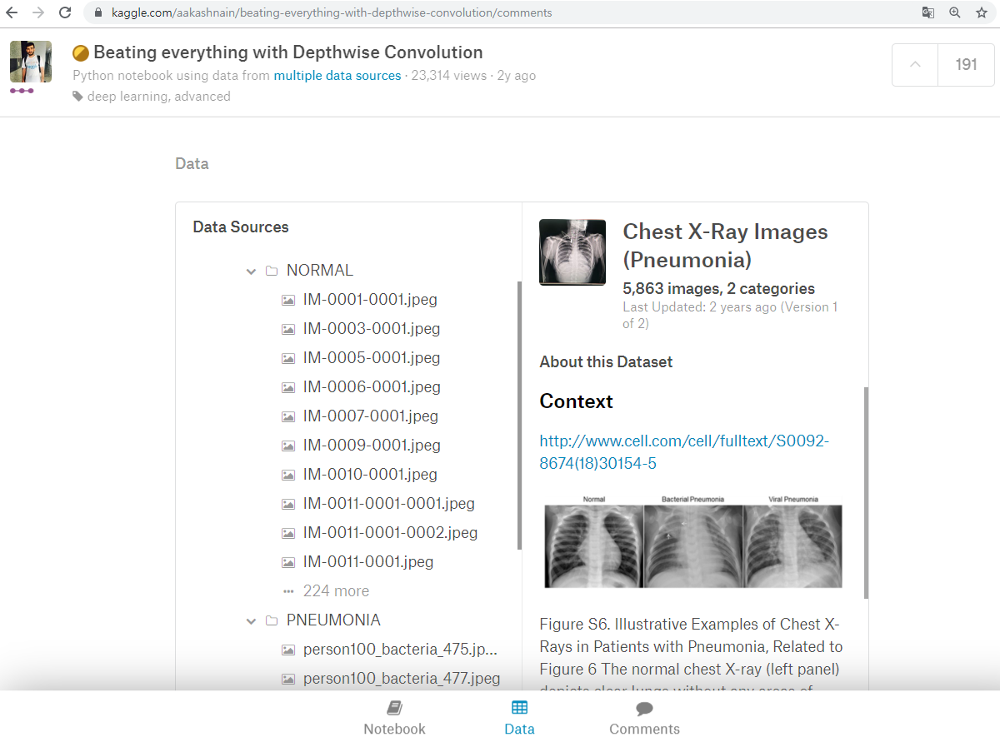 kaggle.com/aakashnain/beating-everything-with-depthwise-convolution/comments
Beating everything with Depthwise Convolution
Python notebook using data from multiple data sources · 23,314 views · 2y ago
deep learning, advanced
191
Data
Data Sources
NORMAL
IM-0001-0001.jpeg
IM-0003-0001.jpeg
IM-0005-0001.jpeg
IM-0006-0001.jpeg
IM-0007-0001.jpeg
IM-0009-0001.jpeg
IM-0010-0001.jpeg
IM-0011-0001-0001.jpeg
IM-0011-0001-0002.jpeg
IM-0011-0001.jpeg
224 more
PNEUMONIA
person100_bacteria_475.jp...
person100_bacteria_477.jpeg
Chest X-Ray Images
(Pneumonia)
5,863 images, 2 categories
Last Updated: 2 years ago (Version 1
of 2)
About this Dataset
Context
http://www.cell.com/cell/fulltext/S0092-
8674(18)30154-5
Normal Bacterial Pneumonia Viral Pneumonia
Figure S6. Illustrative Examples of Chest X-
Rays in Patients with Pneumonia, Related to
Figure 6 The normal chest X-ray (left panel)
depicts clear lungs without any areas of
Notebook
Data
Comments